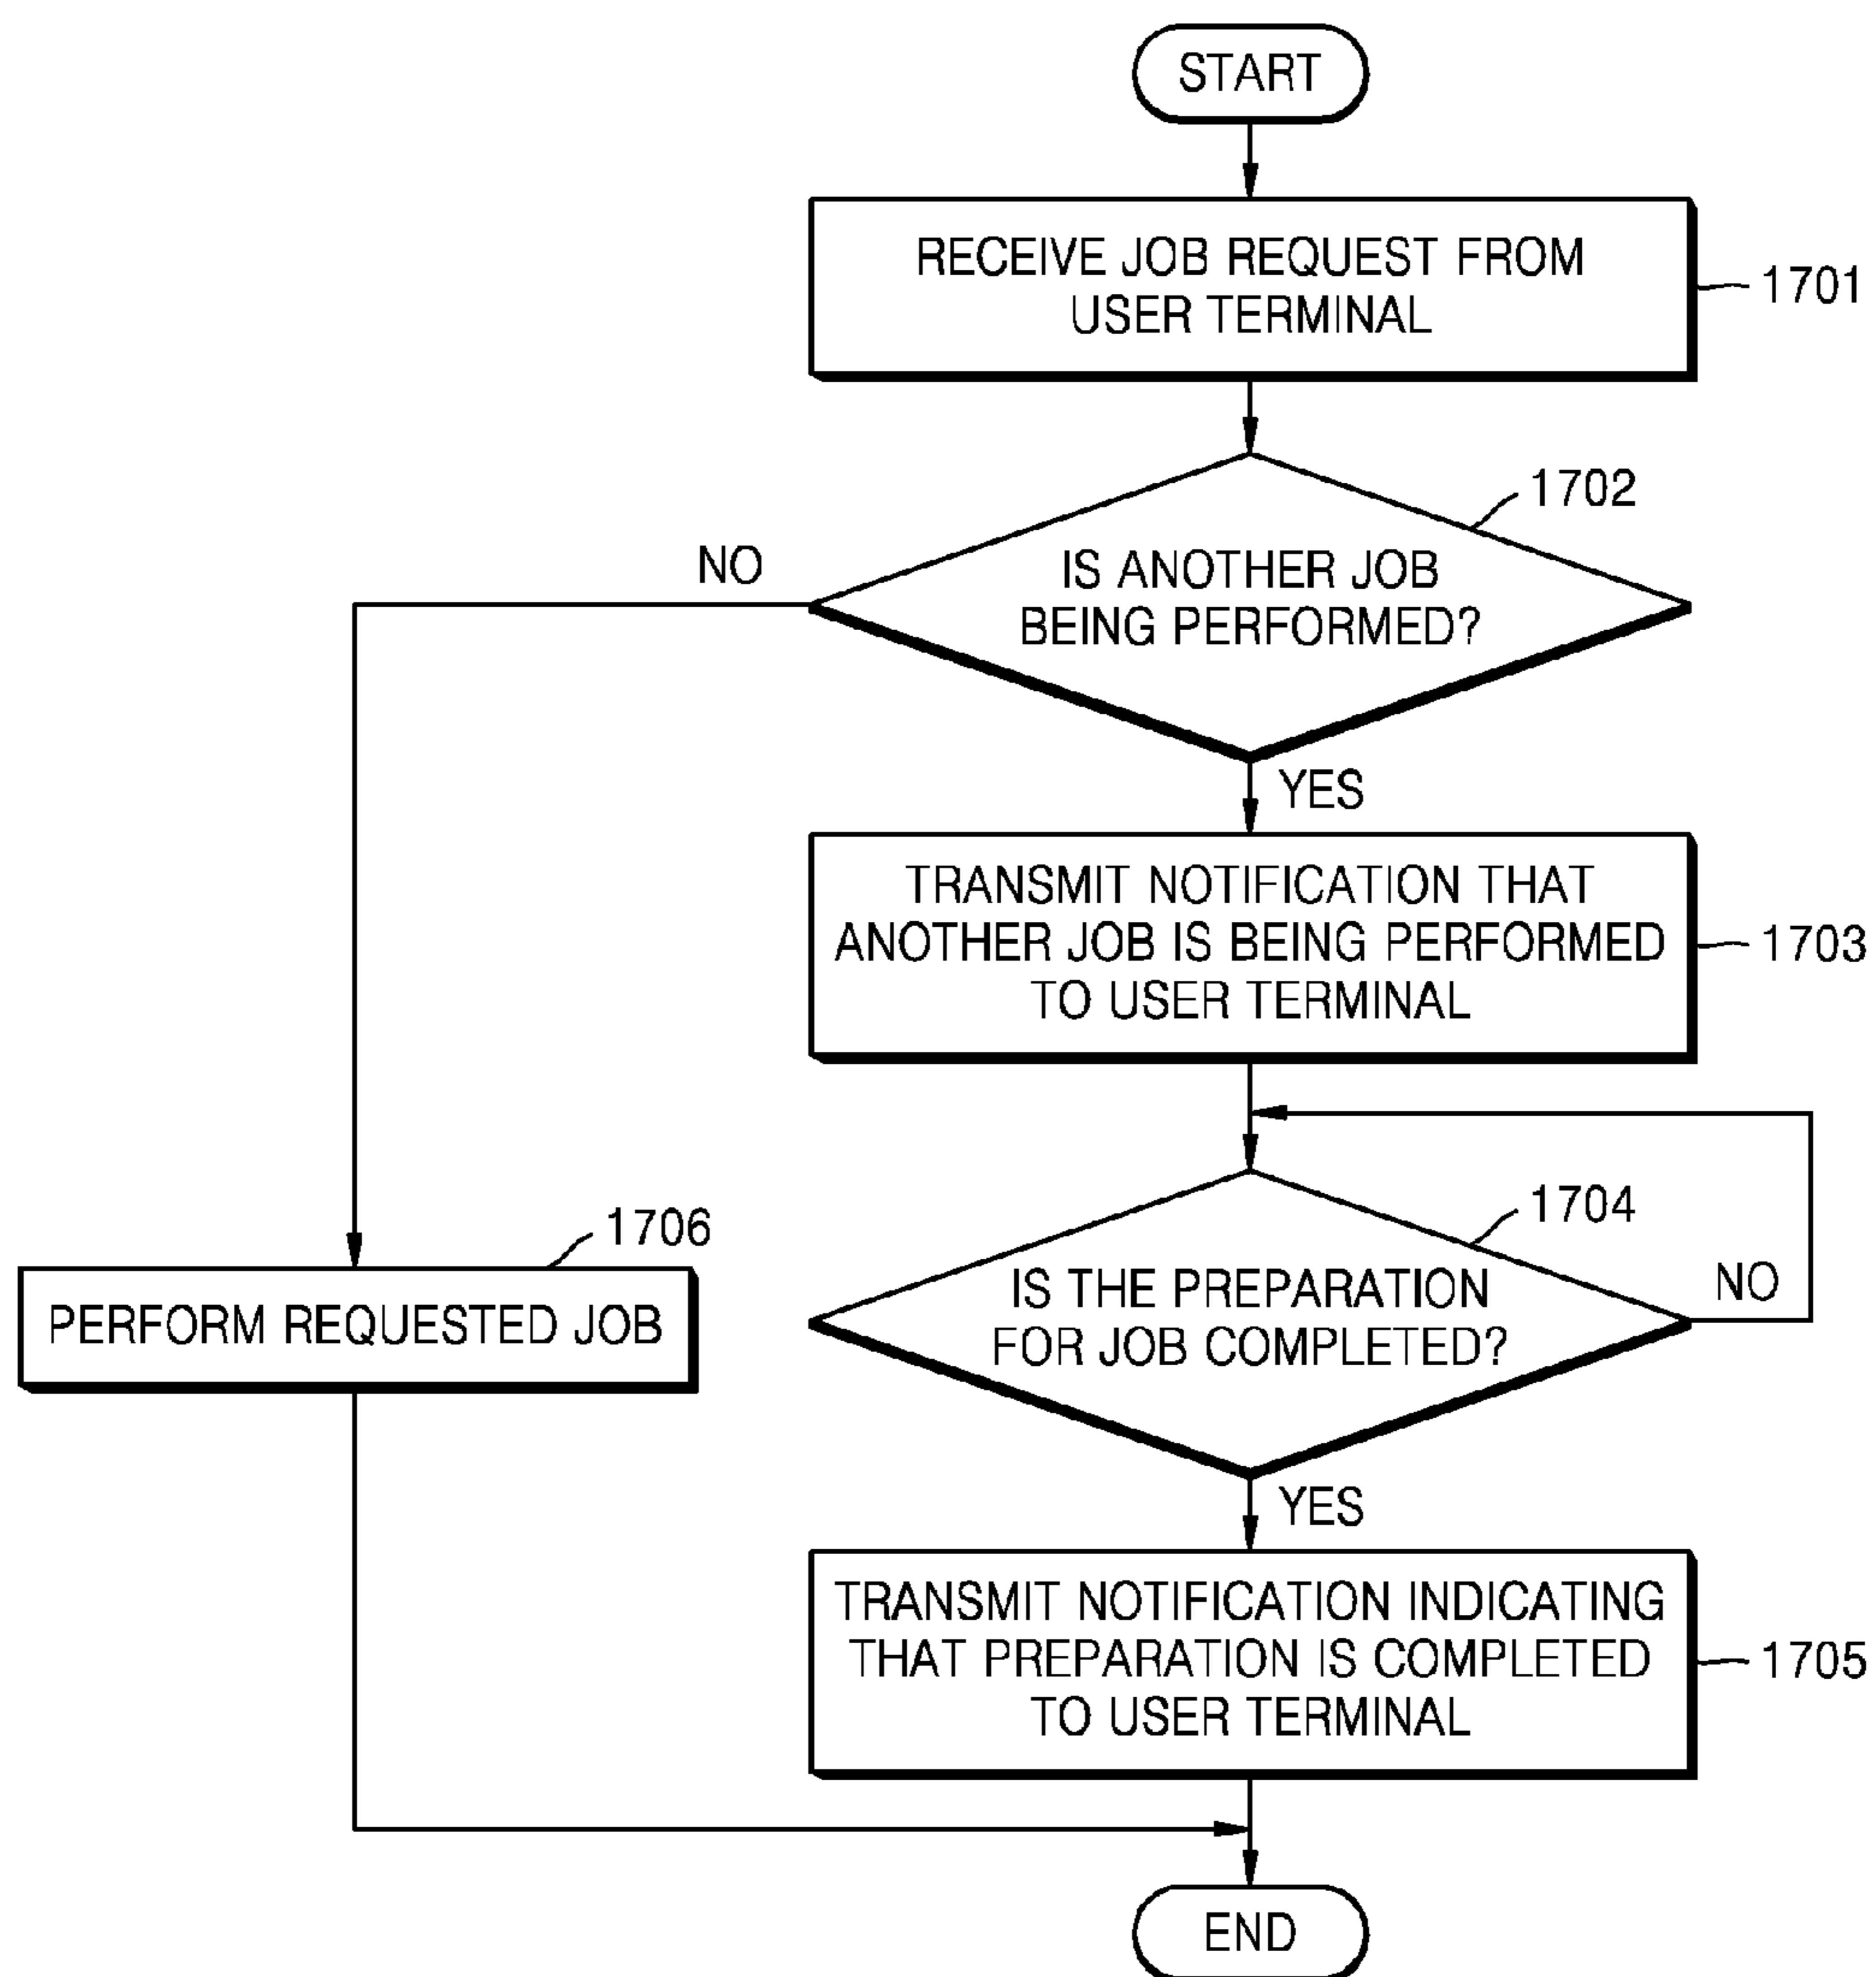 START
RECEIVE JOB REQUEST FROM
USER TERMINAL
1701
1702
IS ANOTHER JOB
BEING PERFORMED?
NO
YES
TRANSMIT NOTIFICATION THAT
ANOTHER JOB IS BEING PERFORMED
TO USER TERMINAL
1703
1704
IS THE PREPARATION
FOR JOB COMPLETED?
NO
1706
PERFORM REQUESTED JOB
YES
TRANSMIT NOTIFICATION INDICATING
THAT PREPARATION IS COMPLETED
TO USER TERMINAL
1705
END